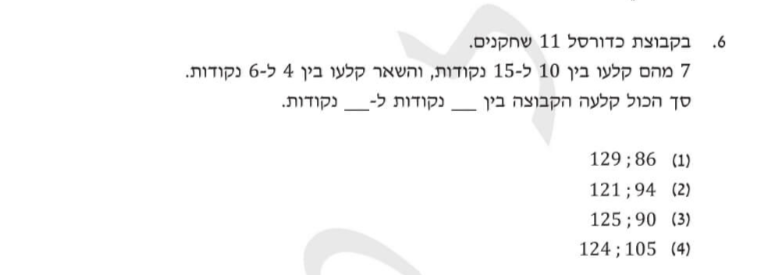 6. בקבוצת כדורסל 11 שחקנים.
7 מהם קלעו בין 10 ל-15 נקודות, והשאר קלעו בין 4 ל-6 נקודות.
סך הכול קלעה הקבוצה בין ___ נקודות ל-___ נקודות.
(1) 86 ; 129
(2) 94 ; 121
(3) 90 ; 125
(4) 105 ; 124